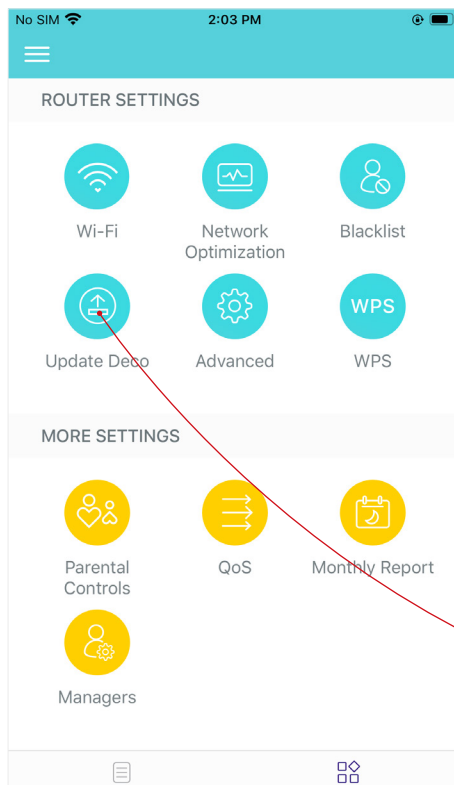 No SIM 2:03 PM
ROUTER SETTINGS
Wi-Fi Network Optimization Blacklist
Update Deco Advanced WPS WPS
MORE SETTINGS
Parental Controls QoS Monthly Report
Managers